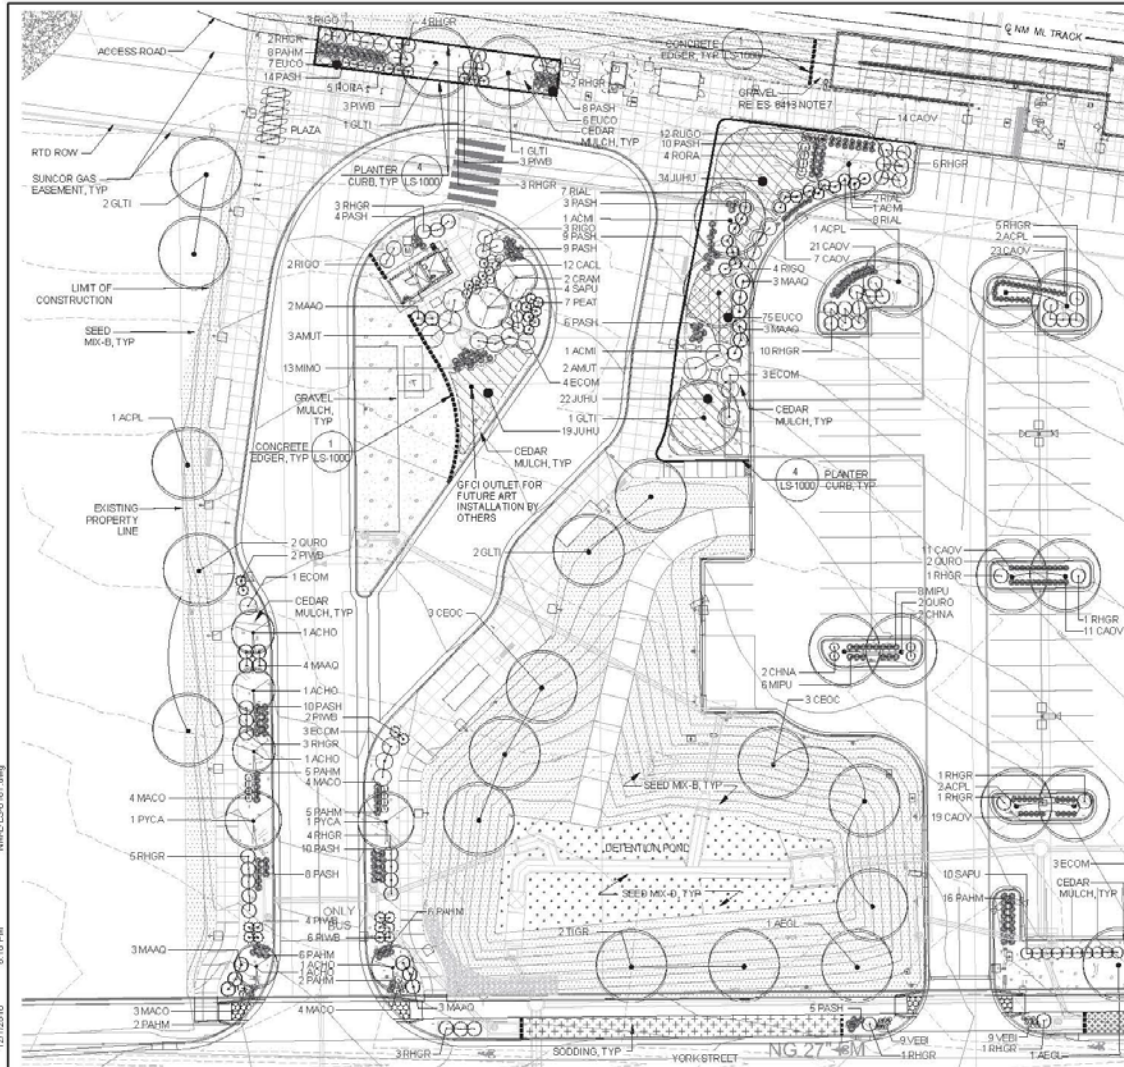 3 RIGO
4 RHGR
2 RHGR
8 PAHM
7 EUCO
14 PASH
5 RORA
3 PIWB
1 GLTI
ACCESS ROAD
RTD ROW
SUNCOR GAS
EASEMENT, TYP
PLAZA
2 GLTI
CONCRETE
EDGER, TYP
LS-1000
GRAVEL
RE: ES-8413 NOTE 7
NM ML TRACK
RHGR
8 PASH
6 EUCO
CEDAR
MULCH, TYP
1 GLTI
3 PIWB
3 RHGR
4
PLANTER
CURB, TYP
LS-1000
14 CAOV
12 RUGO
10 PASH
4 RORA
34 JUHU
6 RHGR
7 RIAL
3 PASH
2 RIAL
1 ACMI
8 RIAL
1 ACPL
1 ACMI
3 RIGO
9 PASH
21 CAOV
7 CAOV
5 RHGR
2 ACPL
23 CAOV
3 RHGR
4 PASH
2 RIGO
9 PASH
12 CACL
2 CRAM
4 SAPU
7 PEAT
4 RIGO
3 MAAQ
LIMIT OF
CONSTRUCTION
2 MAAQ
3 AMUT
13 MIMO
6 PASH
75 EUCO
3 MAAQ
SEED
MIX-B, TYP
1 ACMI
2 AMUT
10 RHGR
4 ECOM
3 ECOM
22 JUHU
1 GLTI
CEDAR
MULCH, TYP
GRAVEL
MULCH,
TYP
1 ACPL
19 JUHU
CONCRETE
EDGER, TYP
1
LS-1000
CEDAR
MULCH, TYP
GFCI OUTLET FOR
FUTURE ART
INSTALLATION BY
OTHERS
4
LS-1000
PLANTER
CURB, TYP
EXISTING
PROPERTY
LINE
2 QURO
2 PIWB
1 ECOM
CEDAR
MULCH, TYP
1 ACHO
2 GLTI
11 CAOV
2 QURO
1 RHGR
8 MIPU
2 QURO
2 CHNA
1 RHGR
11 CAOV
3 CEOC
4 MAAQ
1 ACHO
10 PASH
2 PIWB
3 ECOM
3 RHGR
1 ACHO
5 PAHM
4 MACO
2 CHNA
6 MIPU
3 CEOC
4 MACO
1 PYCA
5 PAHM
1 PYCA
4 RHGR
10 PASH
SEED MIX-B, TYP
1 RHGR
2 ACPL
1 RHGR
19 CAOV
DETENTION POND
5 RHGR
8 PASH
SEED MIX-D, TYP
3 ECOM
10 SAPU
CEDAR
MULCH, TYP
16 PAHM
ONLY
BUS
4 PIWB
6 PIWB
6 PAHM
3 MAAQ
6 PAHM
1 ACHO
1 ACHO
2 PAHM
2 TIGR
1 AEGL
3 MACO
2 PAHM
4 MACO
3 MAAQ
5 PASH
3 RHGR
SODDING, TYP
YORK STREET
9 VEBI
1 RHGR
9 VEBI
1 RHGR
1 AEGL